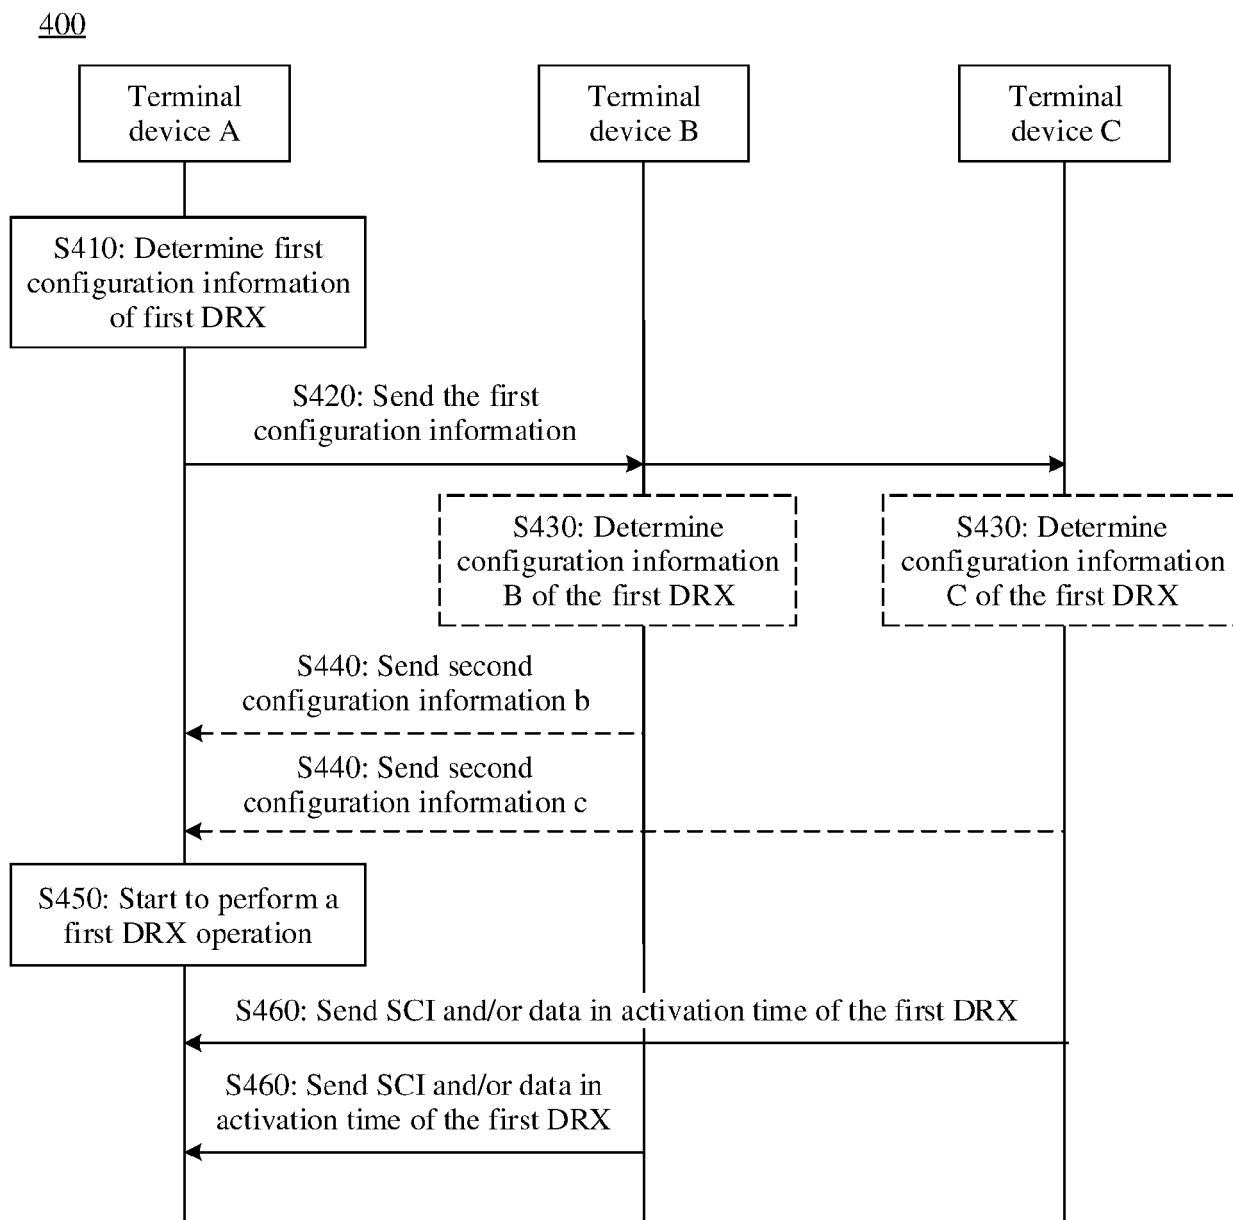 400
Terminal
device A
Terminal
device B
Terminal
device C
S410: Determine first
configuration information
of first DRX
S420: Send the first
configuration information
S430: Determine
configuration information
B of the first DRX
S430: Determine
configuration information
C of the first DRX
S440: Send second
configuration information b
S440: Send second
configuration information c
S450: Start to perform a
first DRX operation
S460: Send SCI and/or data in activation time of the first DRX
S460: Send SCI and/or data in
activation time of the first DRX